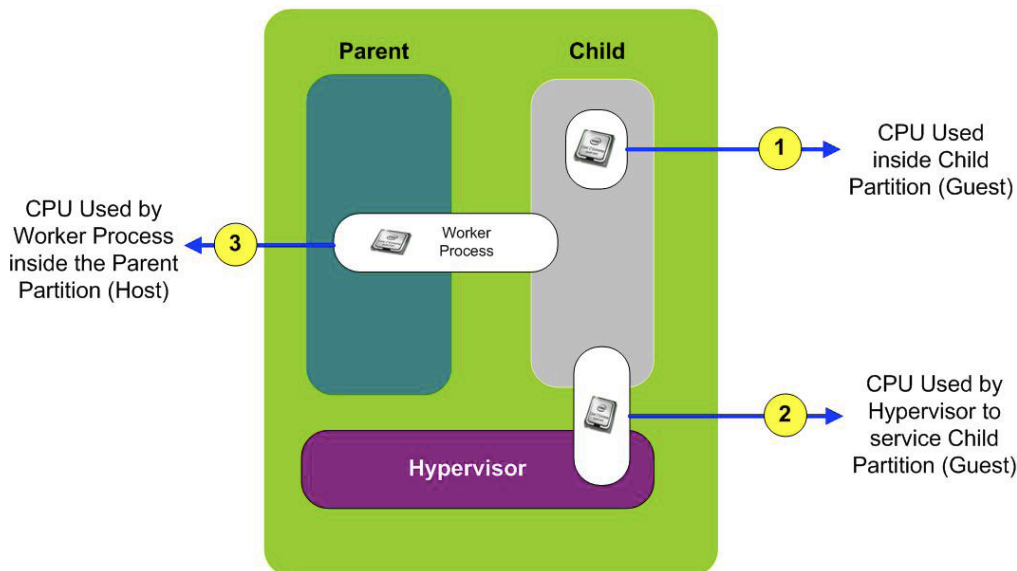 Parent
Child
1
CPU Used
inside Child
Partition (Guest)
CPU Used by
Worker Process
inside the Parent
Partition (Host)
3
Worker
Process
2
CPU Used by
Hypervisor to
service Child
Partition (Guest)
Hypervisor